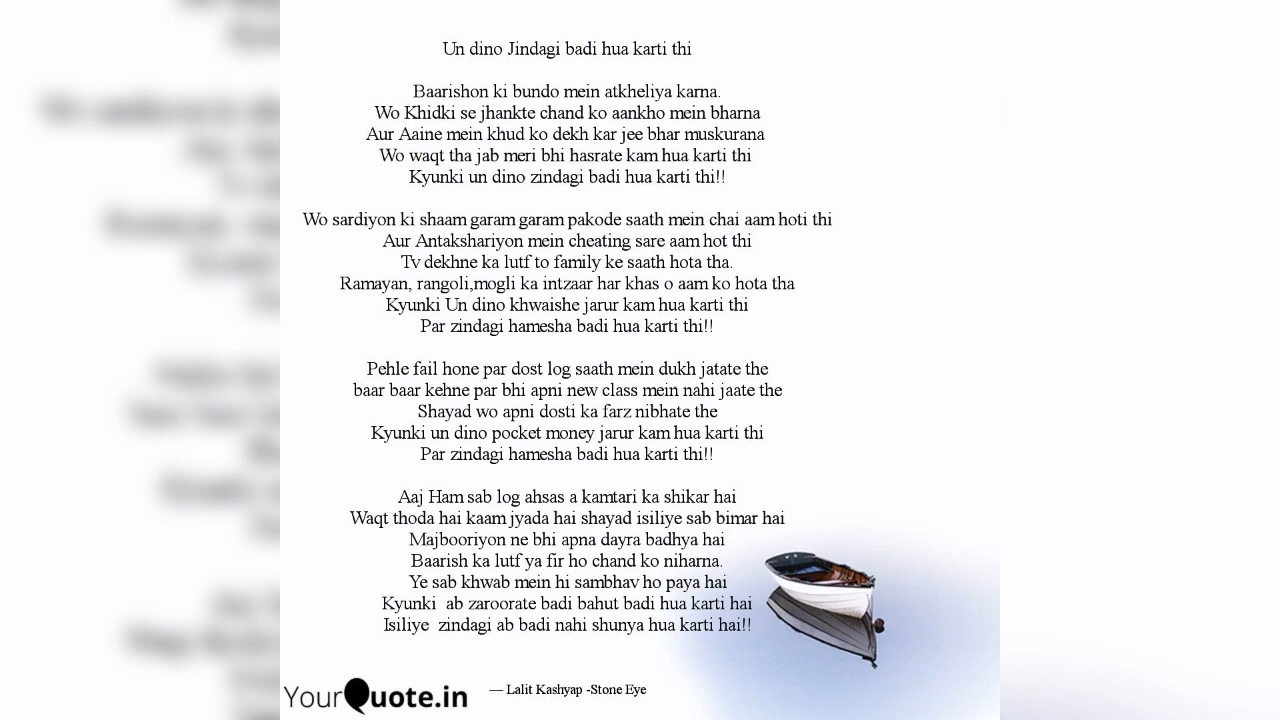 Un dino Jindagi badi hua karti thi
Baarishon ki bundo mein atkheliya karna.
Wo Khidki se jhankte chand ko aankho mein bharna
Aur Aaine mein khud ko dekh kar jee bhar muskurana
Wo waqt tha jab meri bhi hasrate kam hua karti thi
Kyunki un dino zindagi badi hua karti thi!!
Wo sardiyon ki shaam garam garam pakode saath mein chai aam hoti thi
Aur Antakshariyon mein cheating sare aam hot thi
Tv dekhne ka lutf to family ke saath hota tha.
Ramayan, rangoli,mogli ka intzaar har khas o aam ko hota tha
Kyunki Un dino khwaishe jarur kam hua karti thi
Par zindagi hamesha badi hua karti thi!!
Pehle fail hone par dost log saath mein dukh jatate the
baar baar kehne par bhi apni new class mein nahi jaate the
Shayad wo apni dosti ka farz nibhate the
Kyunki un dino pocket money jarur kam hua karti thi
Par zindagi hamesha badi hua karti thi!!
Aaj Ham sab log ahsas a kamtari ka shikar hai
Waqt thoda hai kaam jyada hai shayad isiliye sab bimar hai
Majbooriyon ne bhi apna dayra badhya hai
Baarish ka lutf ya fir ho chand ko niharna.
Ye sab khwab mein hi sambhav ho paya hai
Kyunki ab zaroorate badi bahut badi hua karti hai
Isiliye zindagi ab badi nahi shunya hua karti hai!!
YourQuote.in
— Lalit Kashyap -Stone Eye